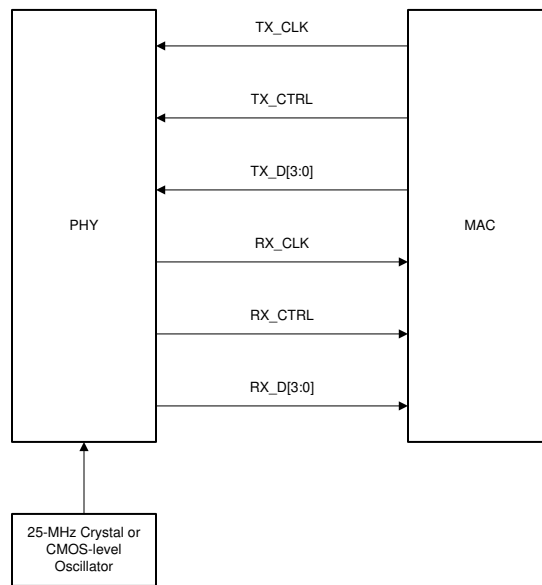 TX_CLK
TX_CTRL
TX_D[3:0]
PHY
MAC
RX_CLK
RX_CTRL
RX_D[3:0]
25-MHz Crystal or
CMOS-level
Oscillator